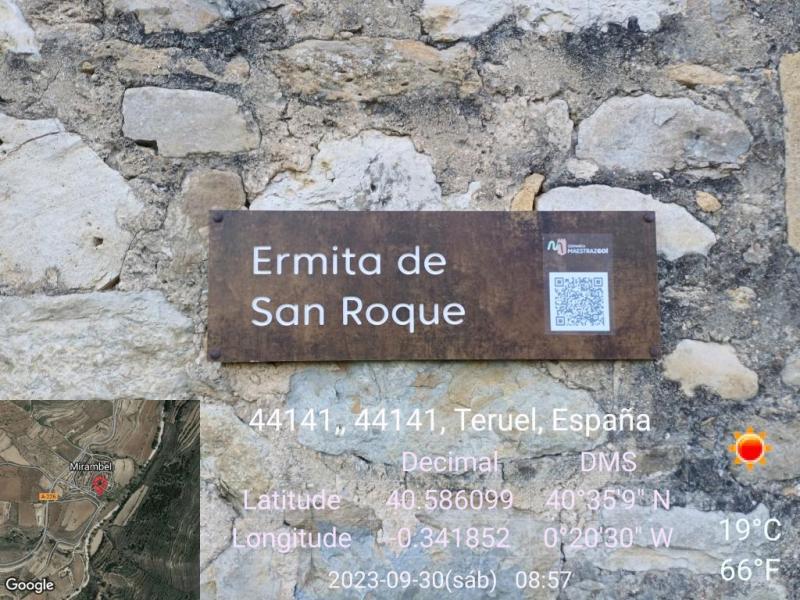 Ermita de
San Roque
COMARCA
MAESTRAZGO!
44141,, 44141, Teruel, España
Decimal DMS
Latitude 40.586099 40°35'9" N
Longitude -0.341852 0°20'30" W
2023-09-30(sáb) 08:57
19°C
66°F
Mirambel
A-226
Google